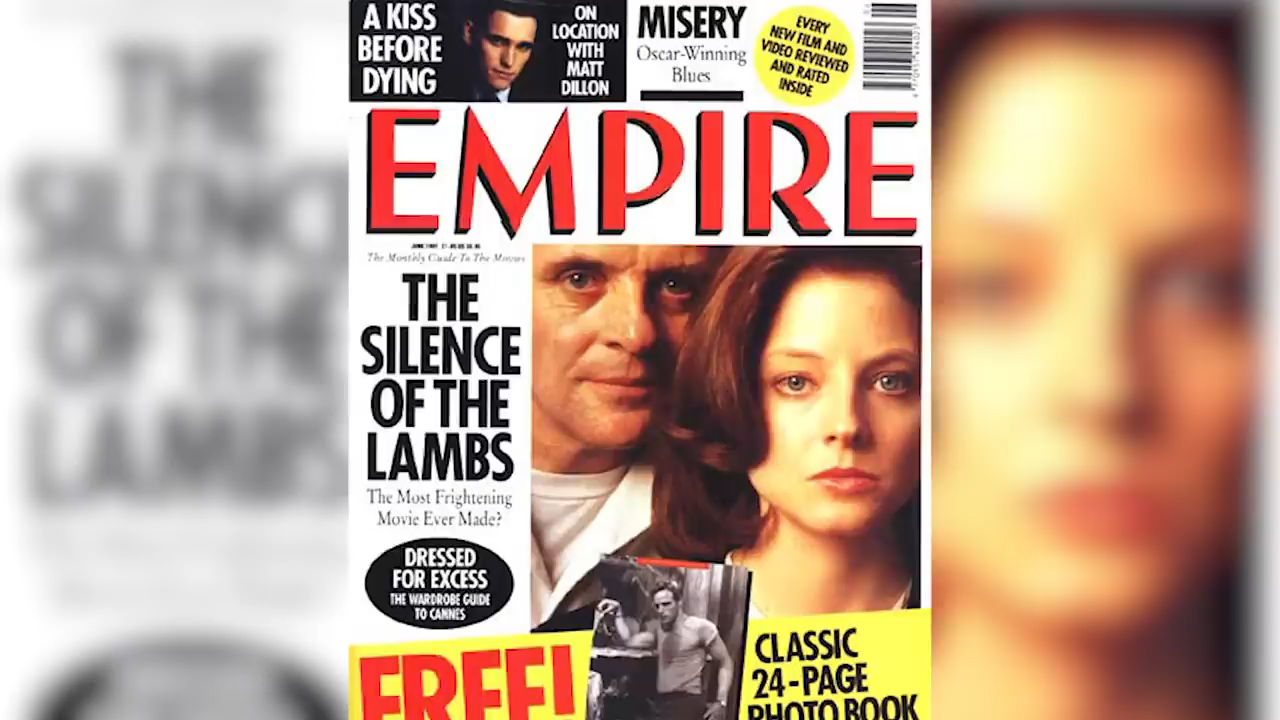 A KISS
BEFORE
DYING
ON
LOCATION
WITH
MATT
DILLON
MISERY
Oscar-Winning
Blues
EVERY
NEW FILM AND
VIDEO REVIEWED
AND RATED
INSIDE
EMPIRE
The Monthly Guide To The Movies
THE
SILENCE
OF THE
LAMBS
The Most Frightening
Movie Ever Made?
DRESSED
FOR EXCESS
THE WARDROBE GUIDE
TO CANNES
FREE!
CLASSIC
24-PAGE
PHOTO BOOK